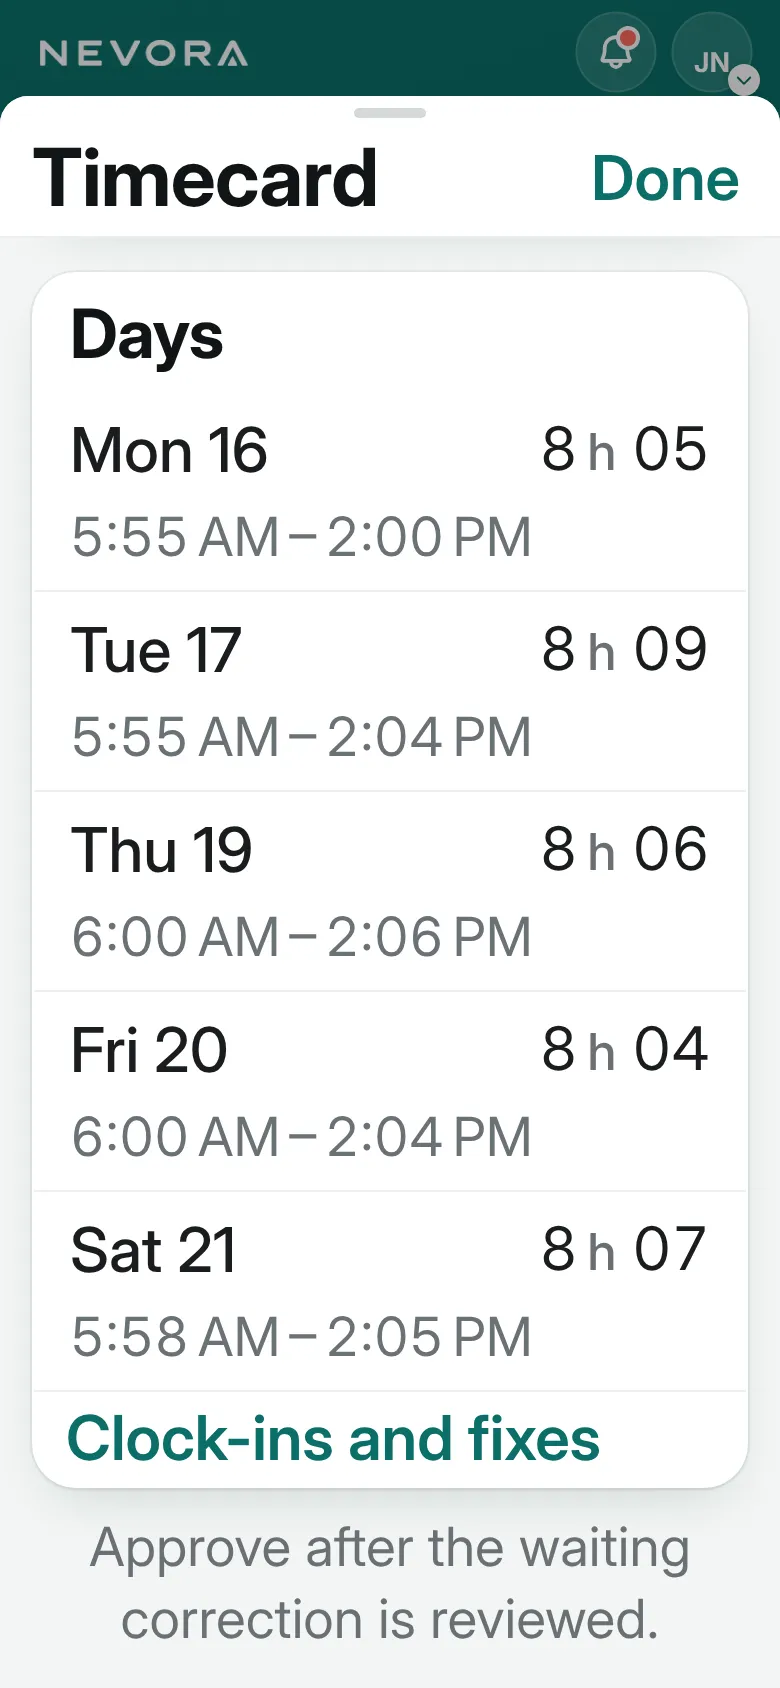 NEVORA
JN
Timecard
Done
Days
Mon 16
8 h 05
5:55 AM – 2:00 PM
Tue 17
8 h 09
5:55 AM – 2:04 PM
Thu 19
8 h 06
6:00 AM – 2:06 PM
Fri 20
8 h 04
6:00 AM – 2:04 PM
Sat 21
8 h 07
5:58 AM – 2:05 PM
Clock-ins and fixes
Approve after the waiting
correction is reviewed.